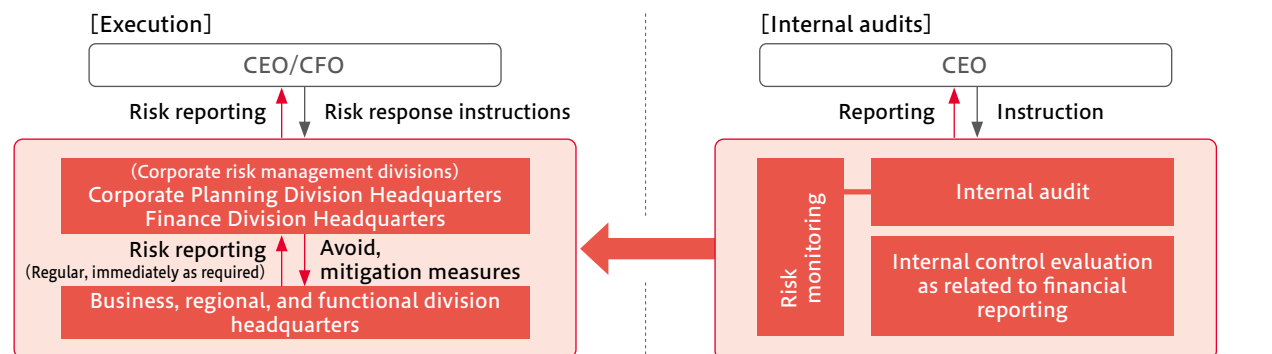 [Execution]
CEO/CFO
Risk reporting
Risk response instructions
(Corporate risk management divisions)
Corporate Planning Division Headquarters
Finance Division Headquarters
Risk reporting
(Regular, immediately as required)
Avoid,
mitigation measures
Business, regional, and functional division
headquarters
[Internal audits]
CEO
Reporting
Instruction
Risk
monitoring
Internal audit
Internal control evaluation
as related to financial
reporting